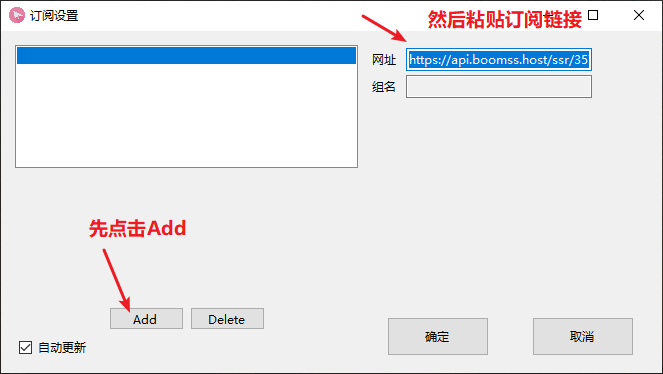 订阅设置
然后粘贴订阅链接
网址
https://api.boomss.host/ssr/35
组名
先点击Add
Add
Delete
自动更新
确定
取消